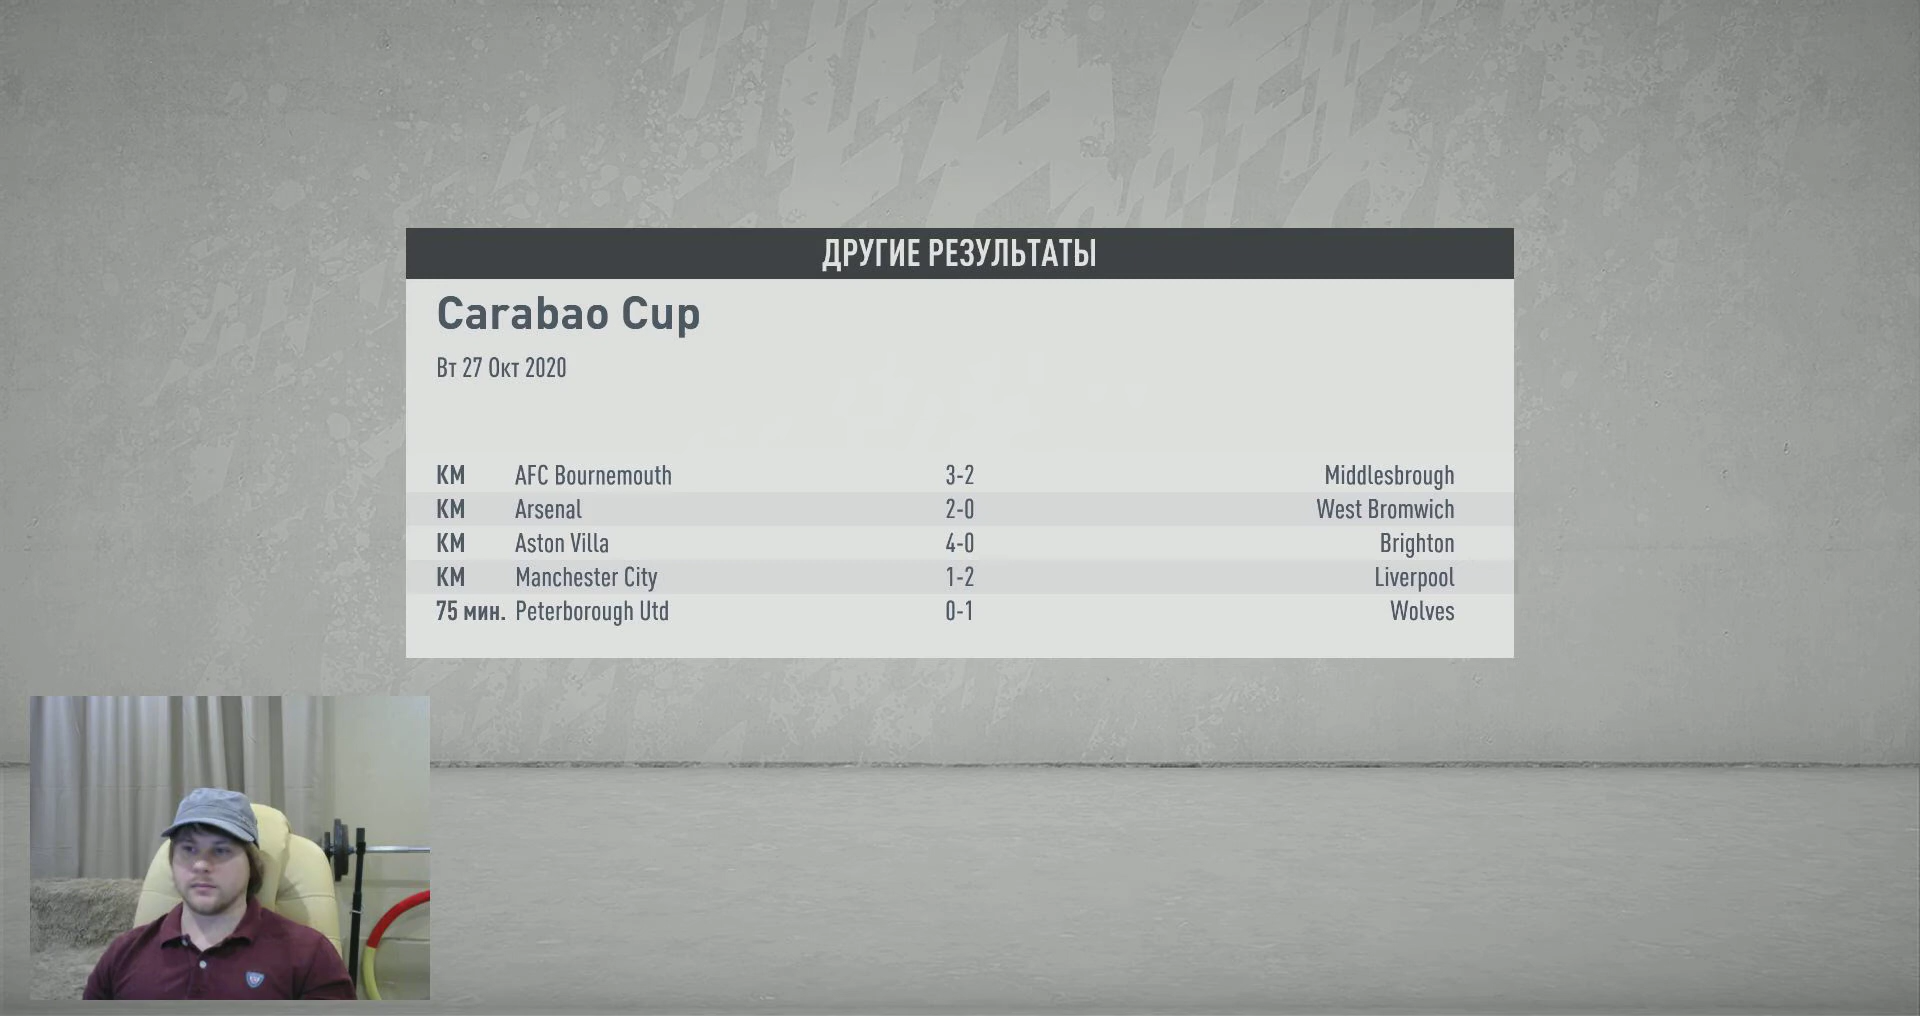 ДРУГИЕ РЕЗУЛЬТАТЫ
Carabao Cup
Вт 27 Окт 2020
КМ AFC Bournemouth 3-2 Middlesbrough
КМ Arsenal 2-0 West Bromwich
КМ Aston Villa 4-0 Brighton
КМ Manchester City 1-2 Liverpool
75 мин. Peterborough Utd 0-1 Wolves